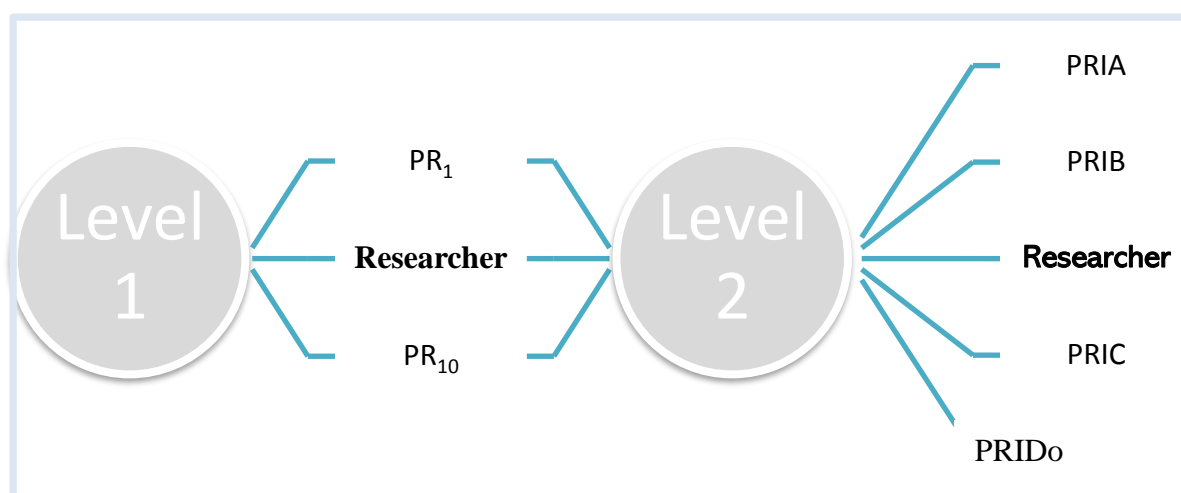 Level
1
PR₁
Researcher
PR₁₀
Level
2
PRIA
PRIB
Researcher
PRIC
PRIDo